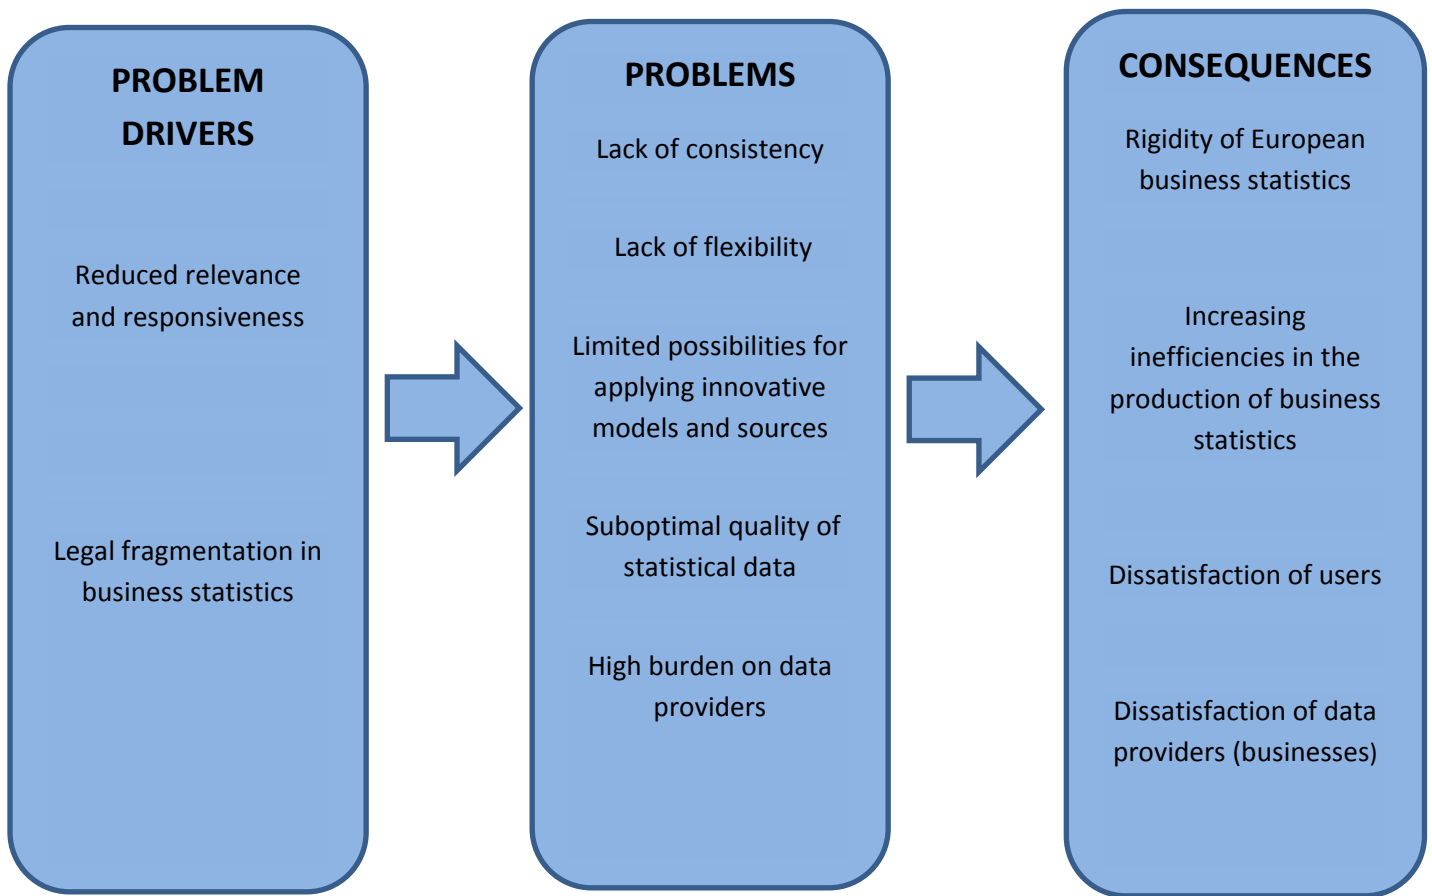 PROBLEM
DRIVERS
Reduced relevance
and responsiveness
Legal fragmentation in
business statistics
PROBLEMS
Lack of consistency
Lack of flexibility
Limited possibilities for
applying innovative
models and sources
Suboptimal quality of
statistical data
High burden on data
providers
CONSEQUENCES
Rigidity of European
business statistics
Increasing
inefficiencies in the
production of business
statistics
Dissatisfaction of users
Dissatisfaction of data
providers (businesses)